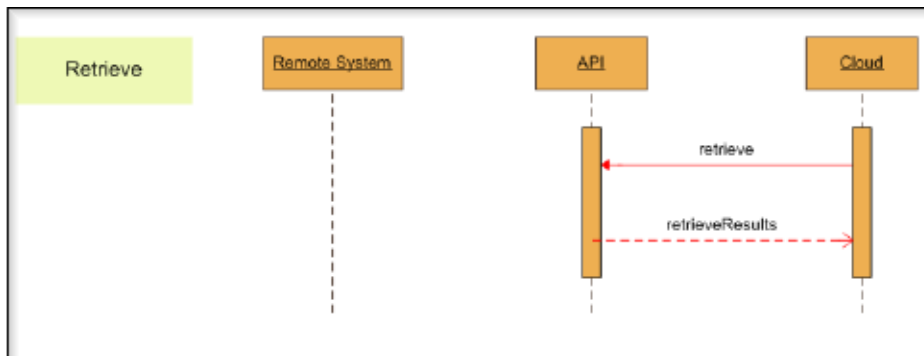 Retrieve
Remote System
API
Cloud
retrieve
retrieveResults